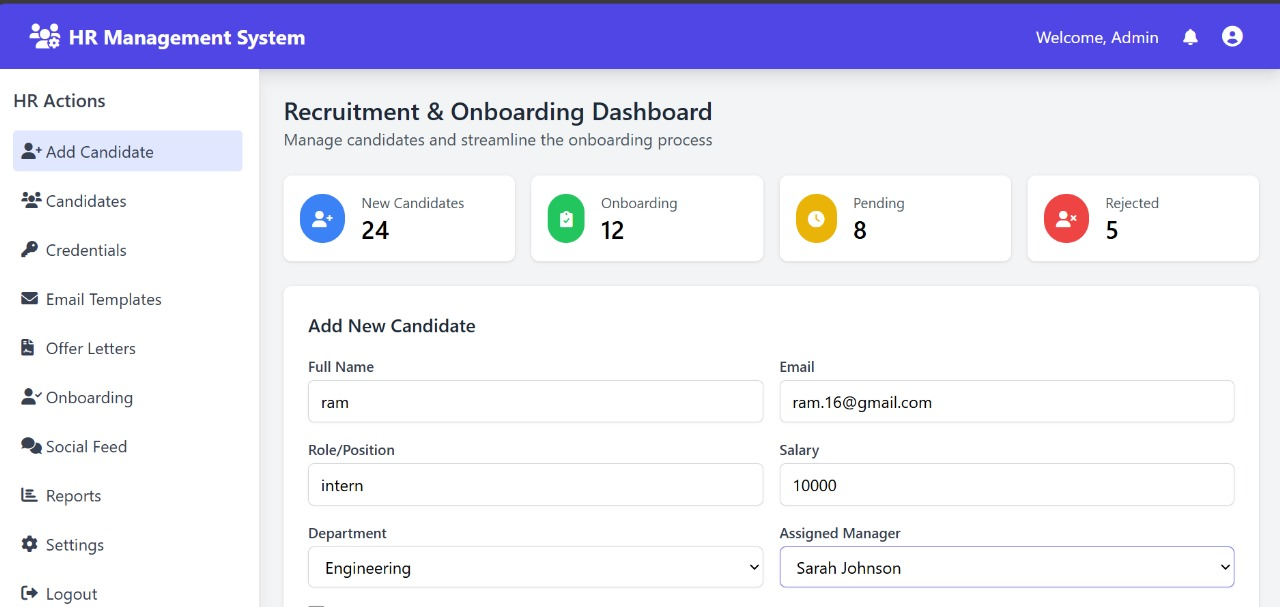 HR Management System
Welcome, Admin
HR Actions
Add Candidate
Candidates
Credentials
Email Templates
Offer Letters
Onboarding
Social Feed
Reports
Settings
Logout
Recruitment & Onboarding Dashboard
Manage candidates and streamline the onboarding process
New Candidates
24
Onboarding
12
Pending
8
Rejected
5
Add New Candidate
Full Name
ram
Email
ram.16@gmail.com
Role/Position
intern
Salary
10000
Department
Engineering
Assigned Manager
Sarah Johnson